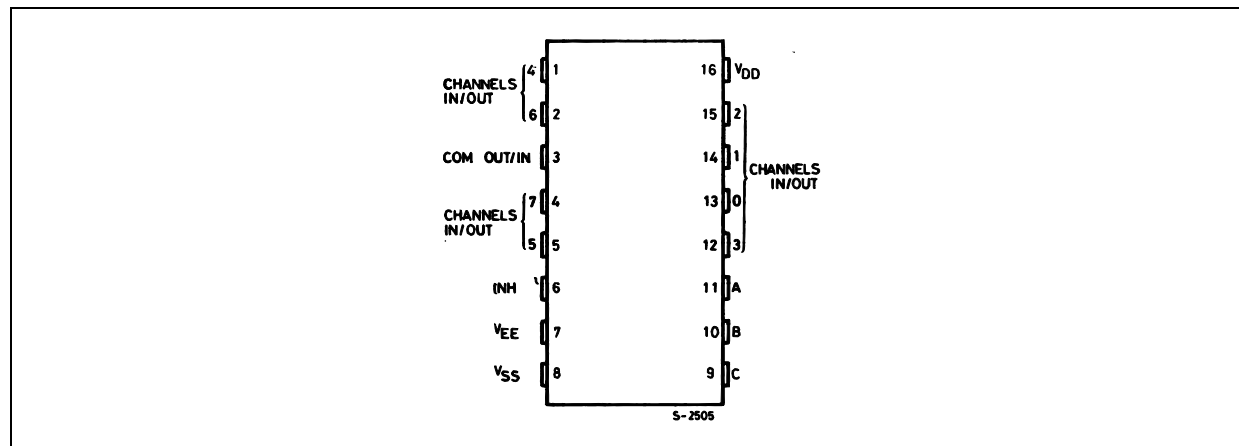 4 1 16 VDD
CHANNELS
IN/OUT
6 2 15 2
COM OUT/IN 3 14 1
CHANNELS
IN/OUT
7 4 13 0
CHANNELS
IN/OUT
5 5 12 3
INH 6 11 A
VEE 7 10 B
VSS 8 9 C
S-2505